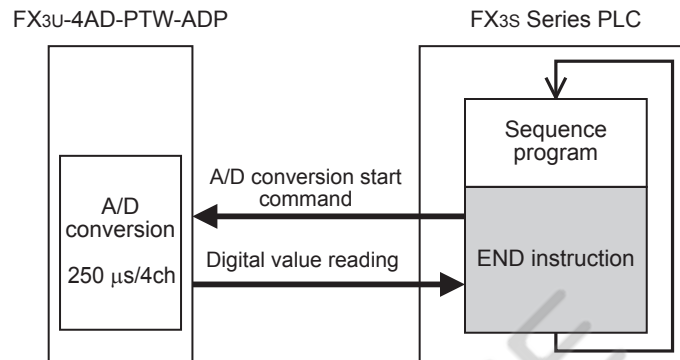 FX3U-4AD-PTW-ADP
FX3S Series PLC
Sequence
program
A/D conversion start
command
A/D
conversion
250 μs/4ch
Digital value reading
END instruction